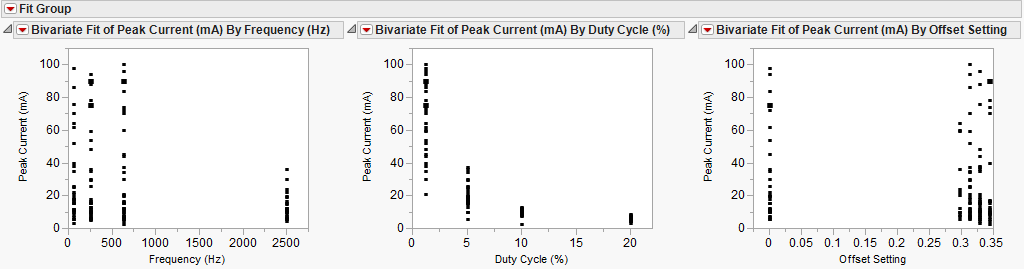 Fit Group
Bivariate Fit of Peak Current (mA) By Frequency (Hz)
Peak Current (mA)
100
80
60
40
20
0
0 500 1000 1500 2000 2500
Frequency (Hz)
Bivariate Fit of Peak Current (mA) By Duty Cycle (%)
Peak Current (mA)
100
80
60
40
20
0
0 5 10 15 20
Duty Cycle (%)
Bivariate Fit of Peak Current (mA) By Offset Setting
Peak Current (mA)
100
80
60
40
20
0
0 0.05 0.1 0.15 0.2 0.25 0.3 0.35
Offset Setting